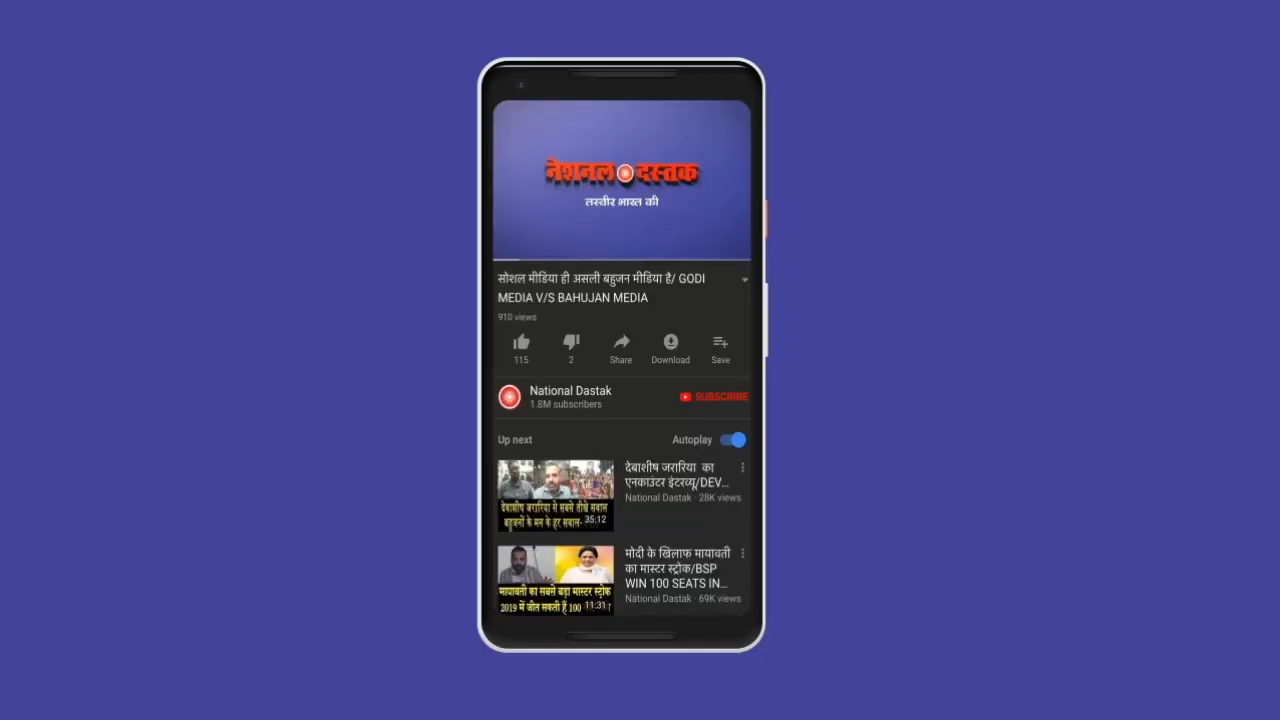 नेशनल दस्तक
तस्वीर भारत की
सोशल मीडिया ही असली बहुजन मीडिया है/ GODI
MEDIA V/S BAHUJAN MEDIA
910 views
115
2
Share
Download
Save
National Dastak
SUBSCRIBE
1.8M subscribers
Up next
Autoplay
देबाशीष जरारिया से सबसे तीखे सवाल
बहुजनों के मन के हर सवाल-
35:12
देबाशीष जरारिया का
एनकाउंटर इंटरव्यू/DEV...
National Dastak · 28K views
मायावती का सबसे बड़ा मास्टर स्ट्रोक
2019 में जीत सकती हैं 100
11:31
मोदी के खिलाफ मायावती
का मास्टर स्ट्रोक/BSP
WIN 100 SEATS IN...
National Dastak · 69K views